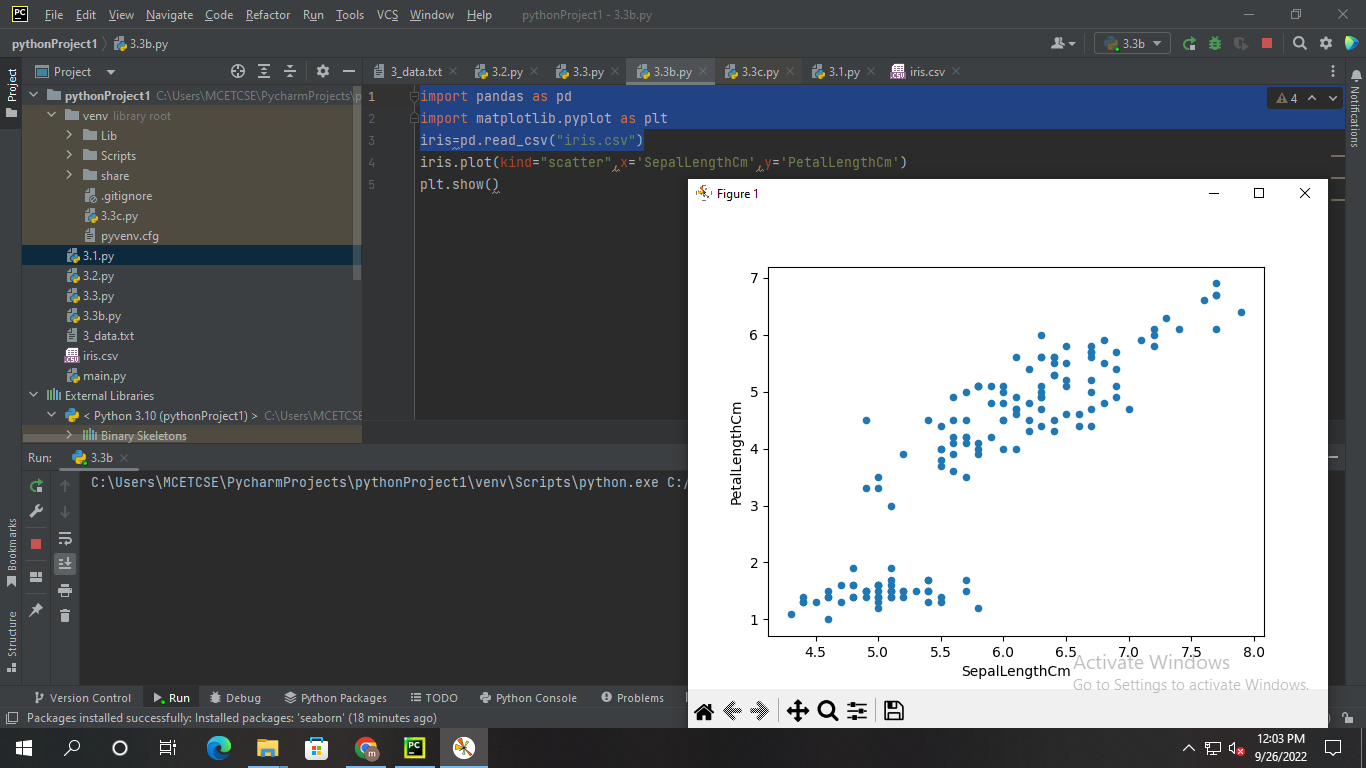 PC File Edit View Navigate Code Refactor Run Tools VCS Window Help pythonProject1 - 3.3b.py
pythonProject1 3.3b.py 3.3b
Project
Project 3_data.txt 3.2.py 3.3.py 3.3b.py 3.3c.py 3.1.py iris.csv
Notifications
pythonProject1 C:\Users\MCETCSE\PycharmProjects\p
venv library root
Lib
Scripts
share
.gitignore
3.3c.py
pyvenv.cfg
3.1.py
3.2.py
3.3.py
3.3b.py
3_data.txt
iris.csv
main.py
External Libraries
< Python 3.10 (pythonProject1) > C:\Users\MCETCSE
Binary Skeletons
1 import pandas as pd
2 import matplotlib.pyplot as plt
3 iris=pd.read_csv("iris.csv")
4 iris.plot(kind="scatter",x='SepalLengthCm',y='PetalLengthCm')
5 plt.show()
4
Figure 1
7
6
5
4
3
2
1
PetalLengthCm
4.5 5.0 5.5 6.0 6.5 7.0 7.5 8.0
SepalLengthCm
Activate Windows
Go to Settings to activate Windows.
Run: 3.3b
C:\Users\MCETCSE\PycharmProjects\pythonProject1\venv\Scripts\python.exe C:/
Bookmarks
Structure
Version Control Run Debug Python Packages TODO Python Console Problems
Packages installed successfully: Installed packages: 'seaborn' (18 minutes ago)
m PC
12:03 PM
9/26/2022